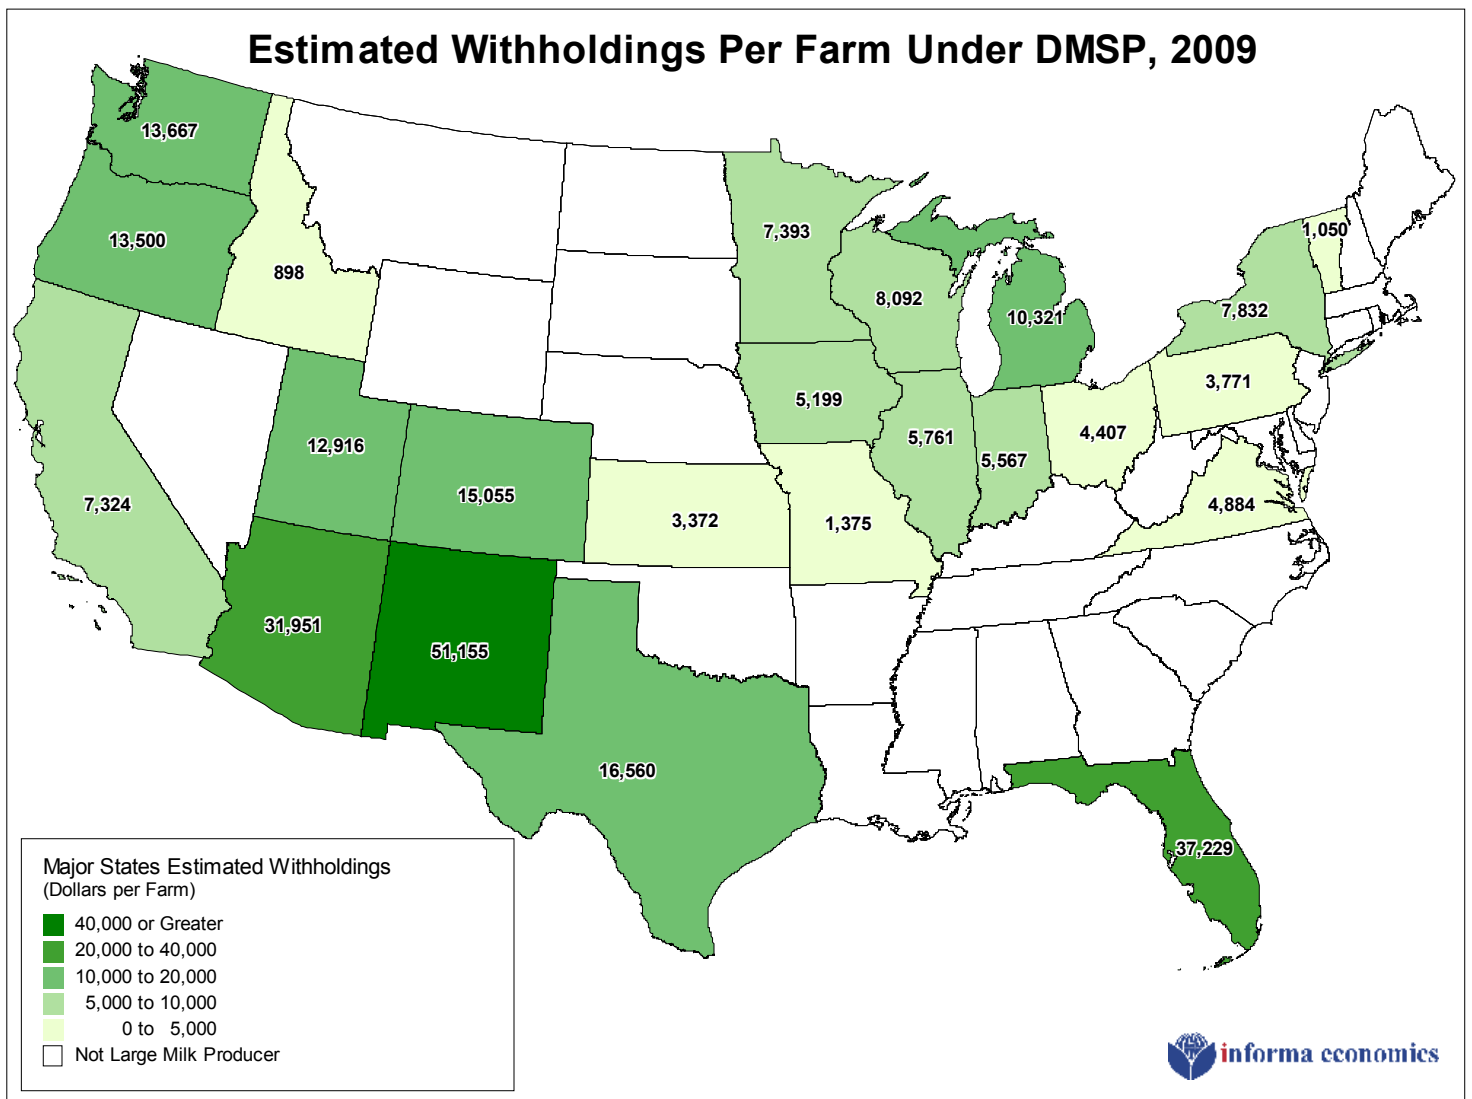 Estimated Withholdings Per Farm Under DMSP, 2009
13,667
13,500
898
7,393
1,050
8,092
7,832
10,321
3,771
5,199
4,407
5,761
5,567
12,916
15,055
7,324
3,372
1,375
4,884
31,951
51,155
16,560
37,229
Major States Estimated Withholdings
(Dollars per Farm)
40,000 or Greater
20,000 to 40,000
10,000 to 20,000
5,000 to 10,000
0 to 5,000
Not Large Milk Producer
informa economics